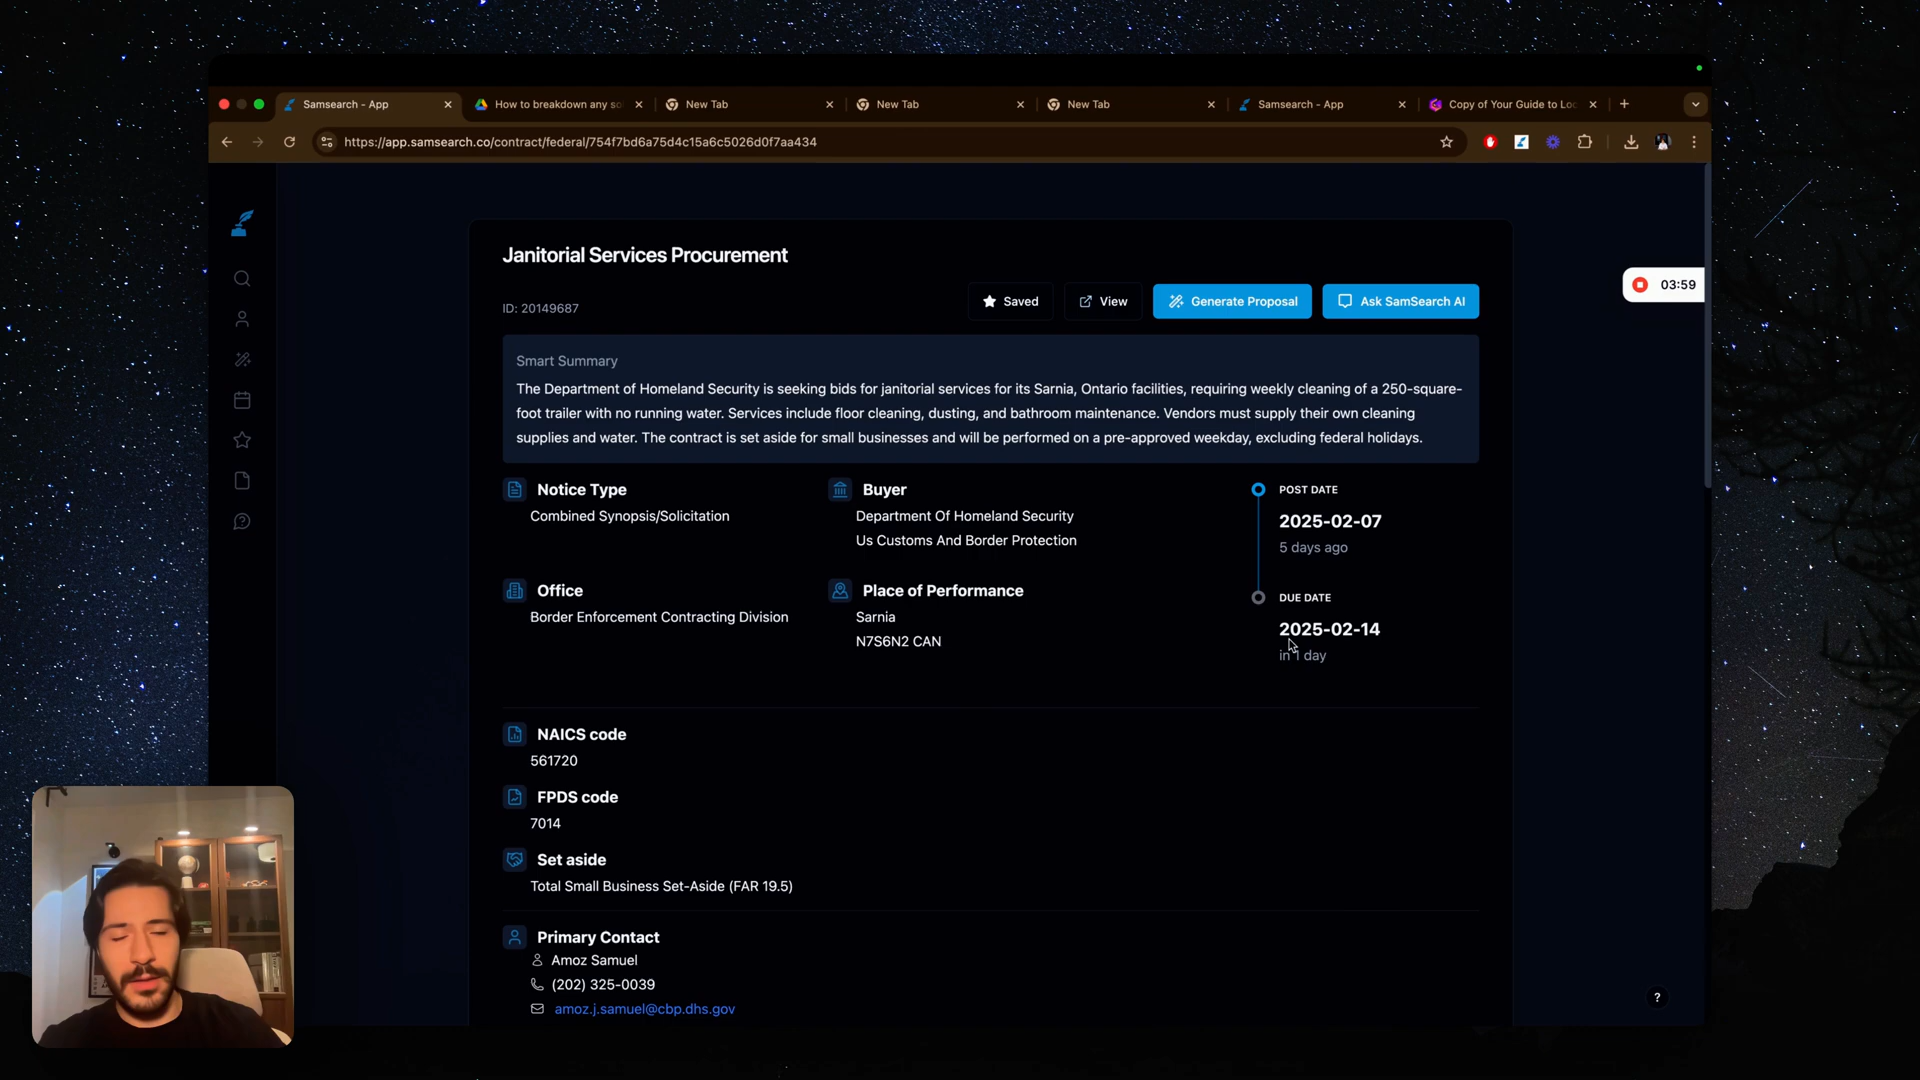 Samsearch - App
How to breakdown any so
New Tab
New Tab
New Tab
Samsearch - App
Copy of Your Guide to Loc
https://app.samsearch.co/contract/federal/754f7bd6a75d4c15a6c5026d0f7aa434
03:59
Janitorial Services Procurement
ID: 20149687
Saved
View
Generate Proposal
Ask SamSearch AI
Smart Summary
The Department of Homeland Security is seeking bids for janitorial services for its Sarnia, Ontario facilities, requiring weekly cleaning of a 250-square-
foot trailer with no running water. Services include floor cleaning, dusting, and bathroom maintenance. Vendors must supply their own cleaning
supplies and water. The contract is set aside for small businesses and will be performed on a pre-approved weekday, excluding federal holidays.
Notice Type
Combined Synopsis/Solicitation
Buyer
Department Of Homeland Security
Us Customs And Border Protection
POST DATE
2025-02-07
5 days ago
Office
Border Enforcement Contracting Division
Place of Performance
Sarnia
N7S6N2 CAN
DUE DATE
2025-02-14
in 1 day
NAICS code
561720
FPDS code
7014
Set aside
Total Small Business Set-Aside (FAR 19.5)
Primary Contact
Amoz Samuel
(202) 325-0039
amoz.j.samuel@cbp.dhs.gov
?